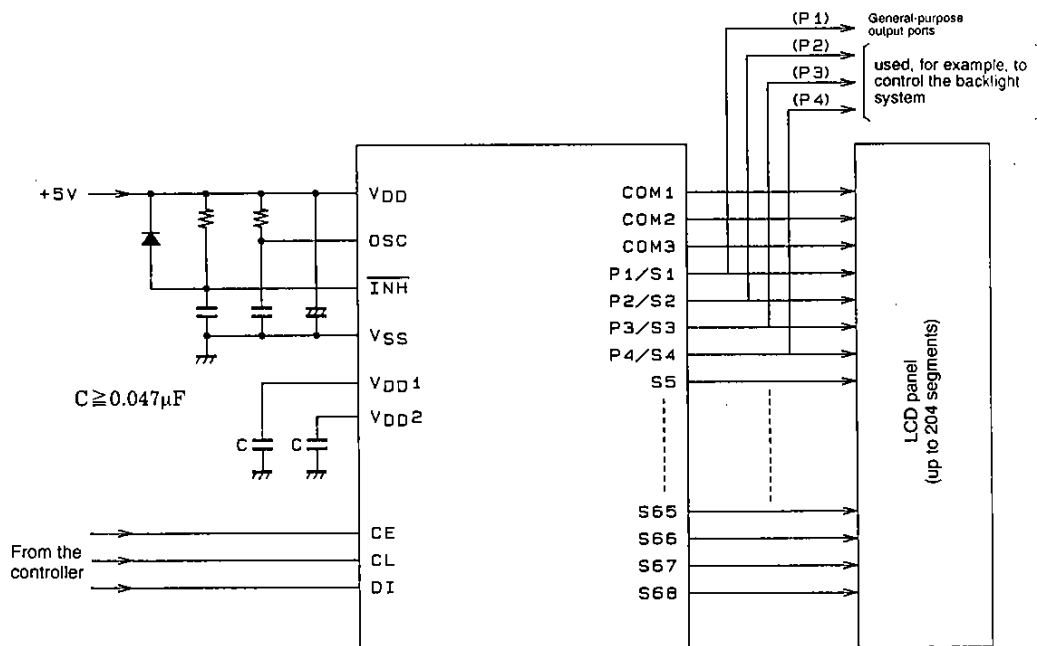 (P1)
General-purpose
output ports
(P2)
(P3)
(P4)
used, for example, to
control the backlight
system
+5V
VDD
OSC
INH
VSS
VDD1
VDD2
C≧0.047μF
C
C
From the
controller
CE
CL
DI
COM1
COM2
COM3
P1/S1
P2/S2
P3/S3
P4/S4
S5
S65
S66
S67
S68
LCD panel
(up to 204 segments)